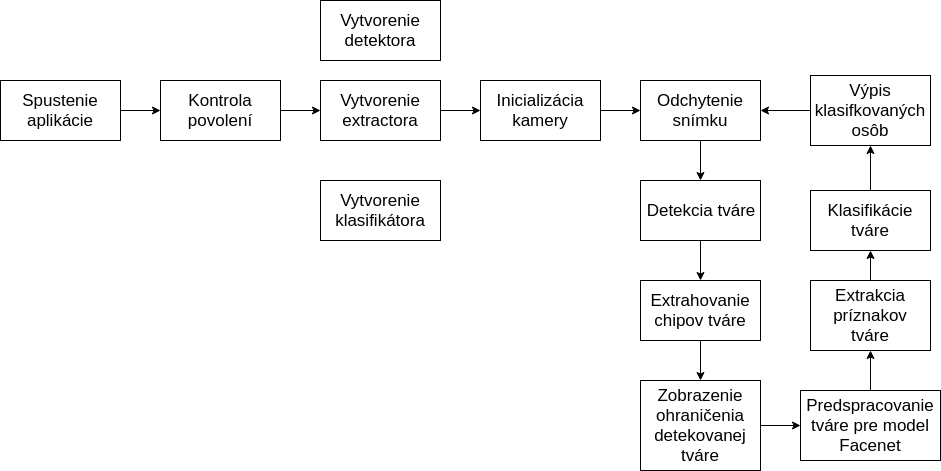 Vytvorenie
detektora
Spustenie
aplikácie
Kontrola
povolení
Vytvorenie
extractora
Inicializácia
kamery
Odchytenie
snímku
Výpis
klasifkovaných
osôb
Vytvorenie
klasifikátora
Detekcia tváre
Klasifikácie
tváre
Extrahovanie
chipov tváre
Extrakcia
príznakov
tváre
Zobrazenie
ohraničenia
detekovanej
tváre
Predspracovanie
tváre pre model
Facenet